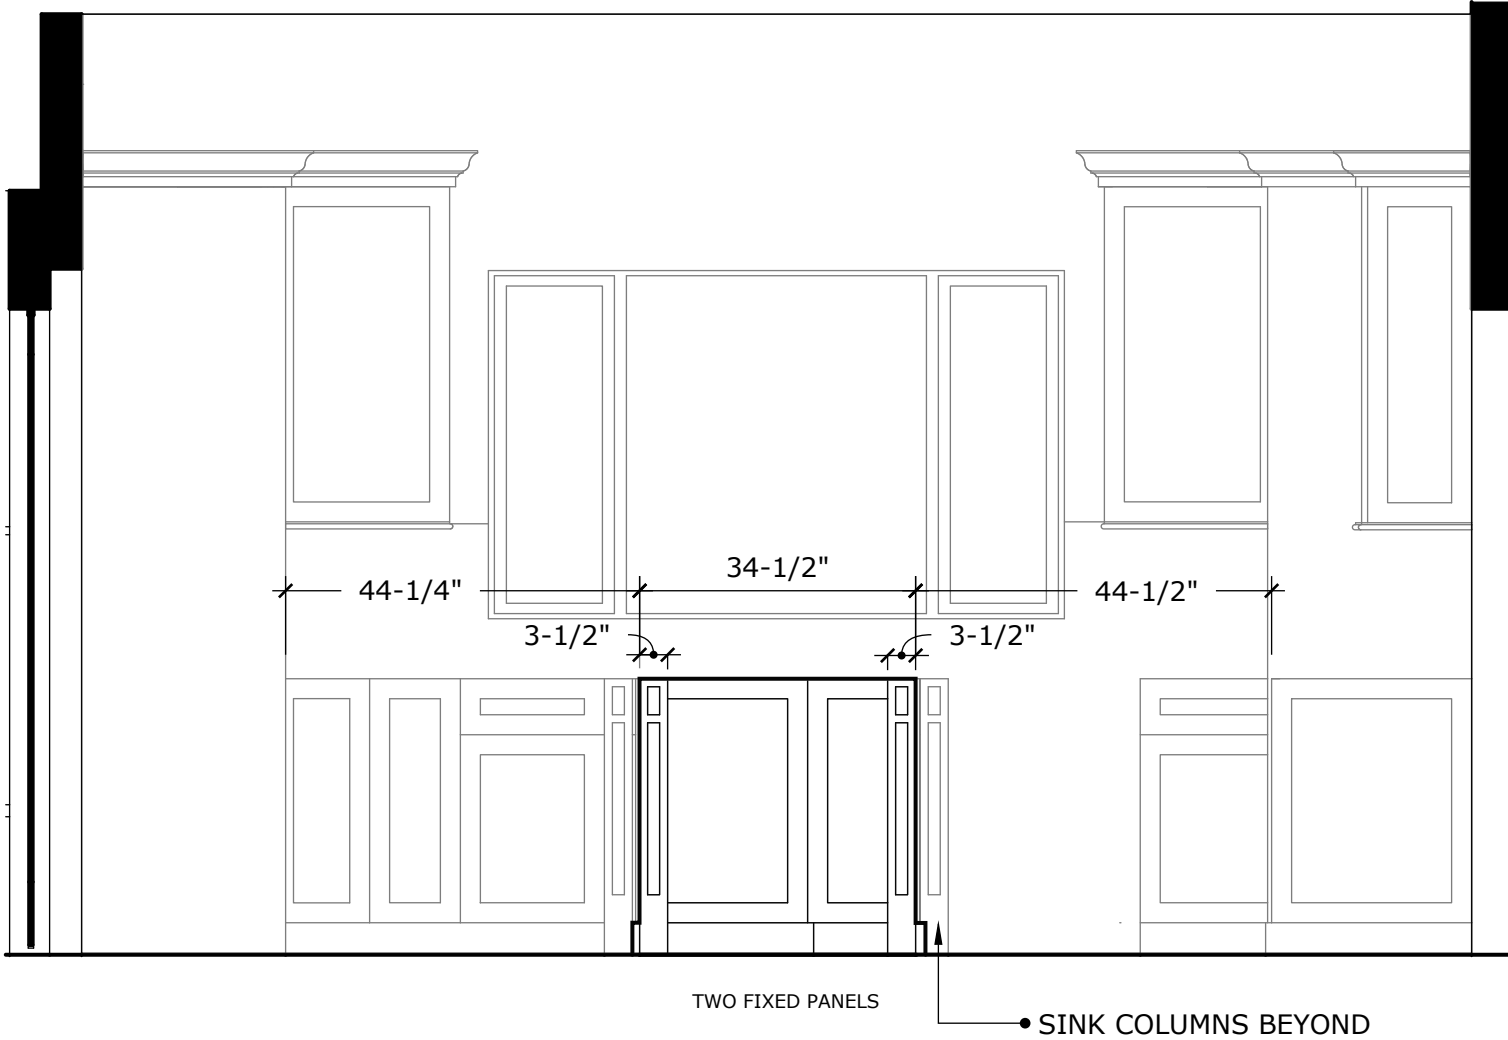 34-1/2"
44-1/4"
44-1/2"
3-1/2"
3-1/2"
TWO FIXED PANELS
SINK COLUMNS BEYOND